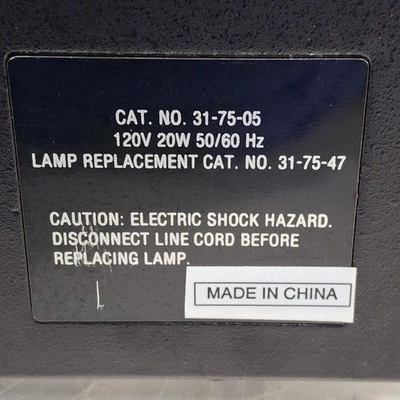 CAT. NO. 31-75-05
120V 20W 50/60 Hz
LAMP REPLACEMENT CAT. NO. 31-75-47
CAUTION: ELECTRIC SHOCK HAZARD.
DISCONNECT LINE CORD BEFORE
REPLACING LAMP.
MADE IN CHINA